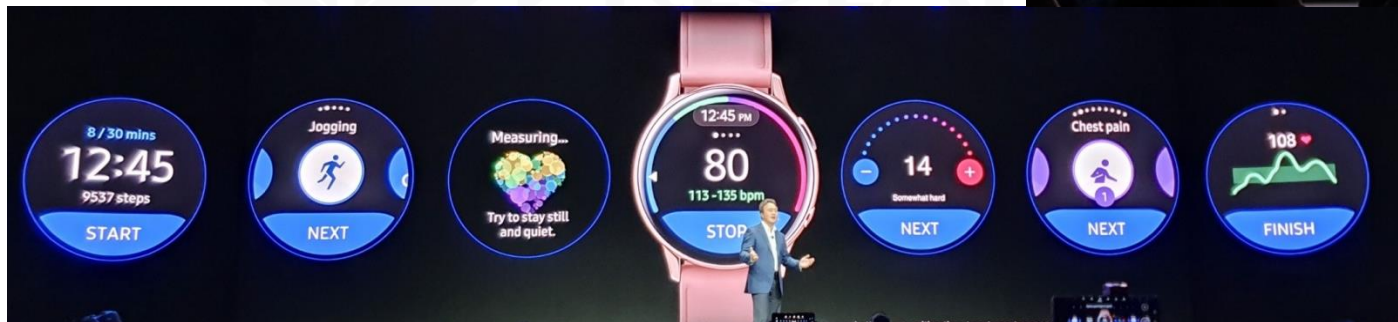 8/30 mins
12:45
9537 steps
START
Jogging
NEXT
Measuring...
Try to stay still
and quiet.
12:45 PM
80
113-135 bpm
STOP
14
Somewhat hard
NEXT
Chest pain
1
NEXT
108
FINISH